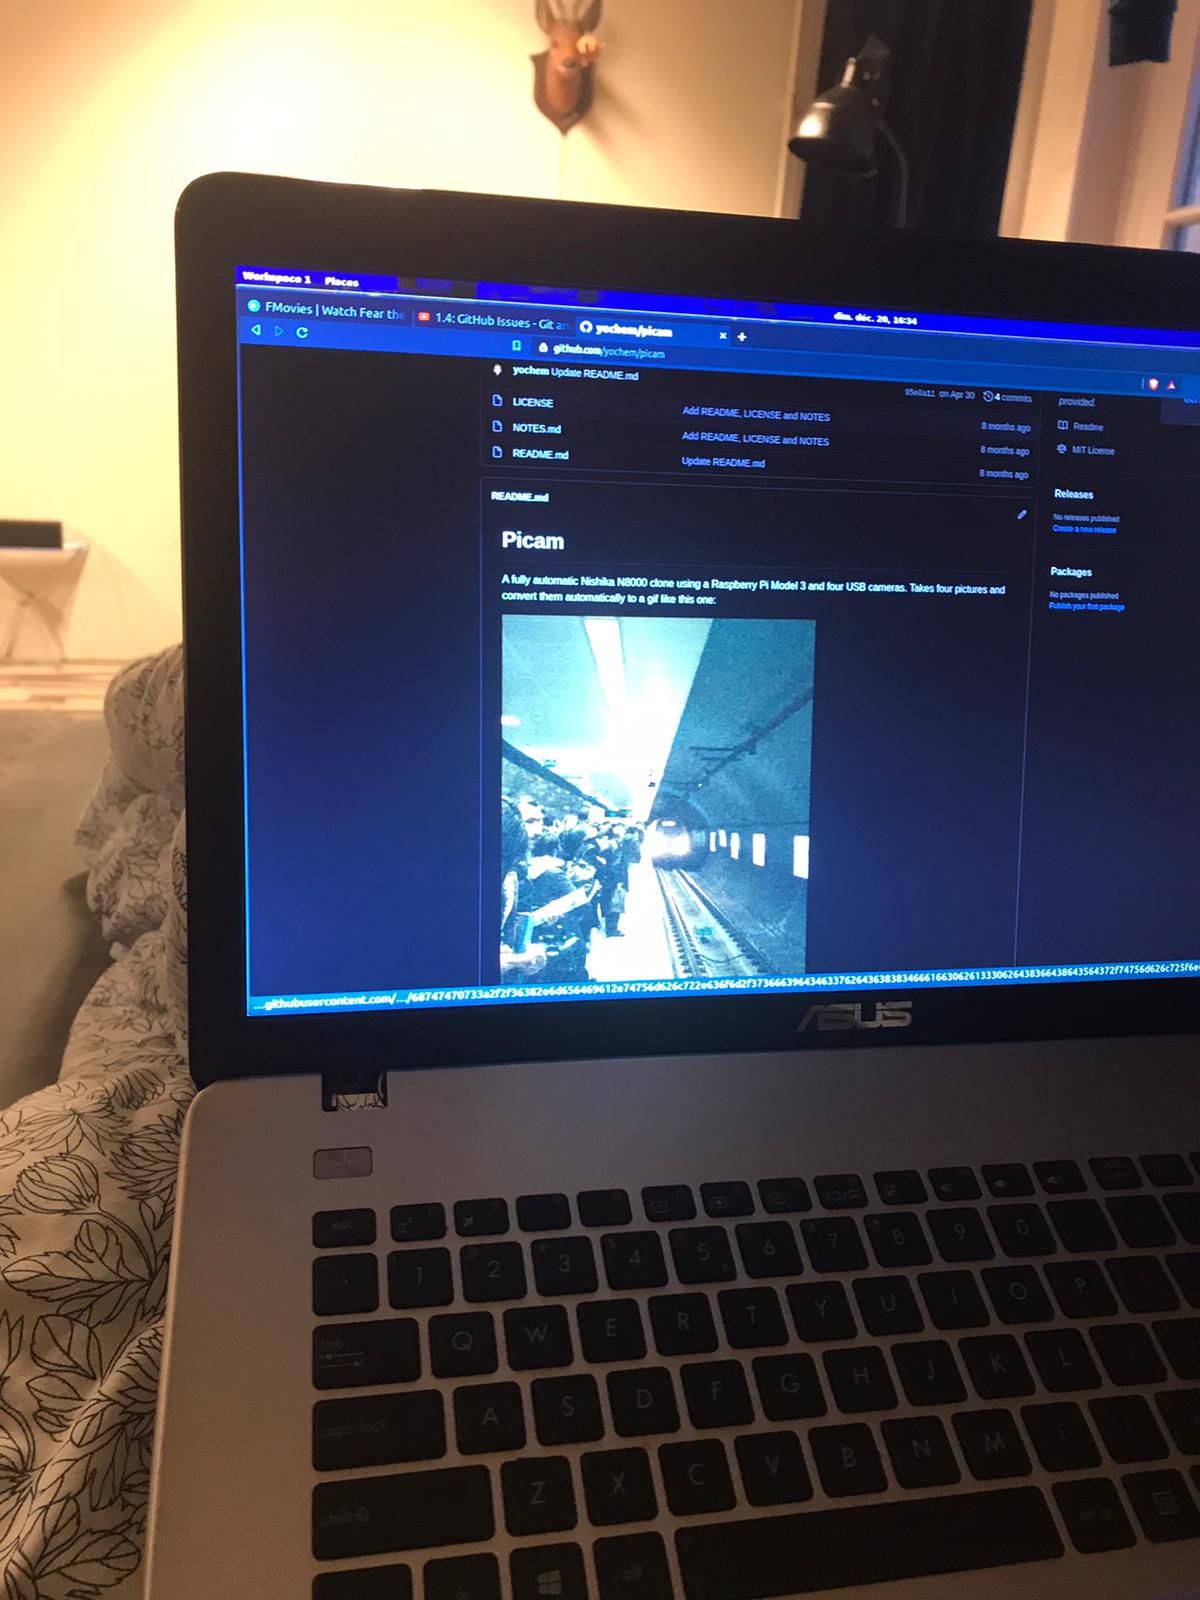 Workspace 1 Places
dim. déc. 20, 16:34
FMovies | Watch Fear the
1.4: GitHub Issues - Git an
yochem/picam
github.com/yochem/picam
yochem Update README.md
95e0a11 on Apr 30 4 commits
LICENSE Add README, LICENSE and NOTES 8 months ago
NOTES.md Add README, LICENSE and NOTES 8 months ago
README.md Update README.md 8 months ago
provided.
Readme
MIT License
Releases
No releases published
Create a new release
Packages
No packages published
Publish your first package
README.md
Picam
A fully automatic Nishika N8000 clone using a Raspberry Pi Model 3 and four USB cameras. Takes four pictures and
convert them automatically to a gif like this one:
ASUS
esc
1 2 3 4 5 6 7 8 9 0
tab Q W E R T Y U I O P
caps lock A S D F G H J K L
shift Z X C V B N M
alt alt gr